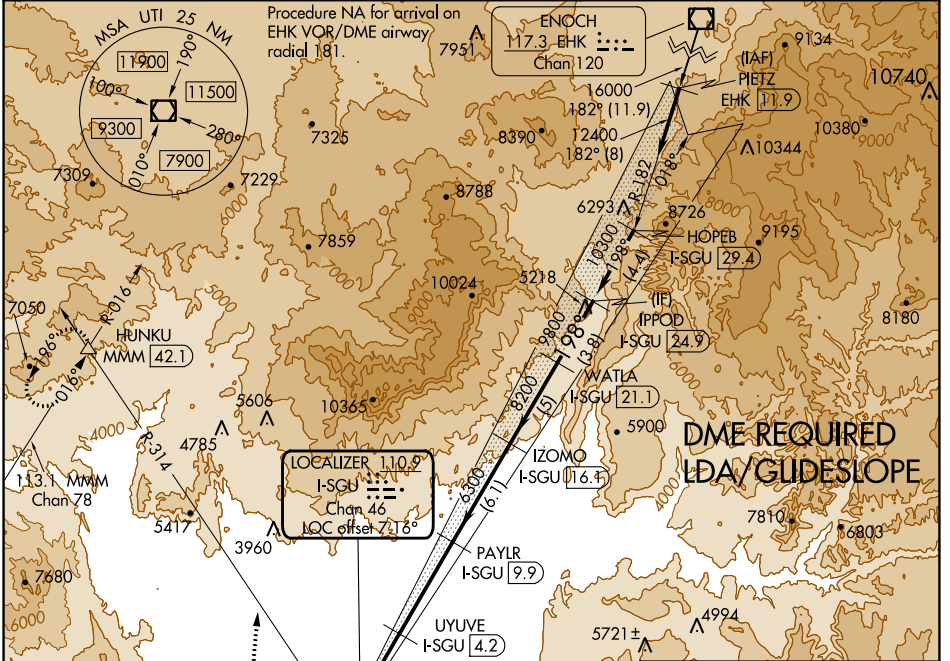 MSA UTI 25 NM
11900
190°
100°
11500
9300
280°
7900
010°
Procedure NA for arrival on
EHK VOR/DME airway
radial 181.
7951
ENOCH
117.3 EHK
Chan 120
9134
(IAF)
PIETZ
EHK 11.9
10740
16000
182° (11.9)
12400
182° (8)
7325
8390
10380
9000
10344
7309
7229
8788
6293
R-182
018°
8726
8000
9195
7859
6000
10300
198°
(4.4)
HOPEB
I-SGU 29.4
5218
10024
5000
7050
R-016
HUNKU
MMM 42.1
196°
016°
9800
198°
(3.8)
(IF)
IPPOD
I-SGU 24.9
8180
WATLA
I-SGU 21.1
8200
(5)
5606
10365
4785
4000
5900
DME REQUIRED
LDA/GLIDESLOPE
R-314
113.1 MMM
Chan 78
LOCALIZER
I-SGU
Chan 46
LOC offset 7.16°
IZOMO
I-SGU 16.1
6300
(6.1)
5417
3960
7810
6803
PAYLR
I-SGU 9.9
7680
6000
5000
UYUVE
I-SGU 4.2
4994
5721±